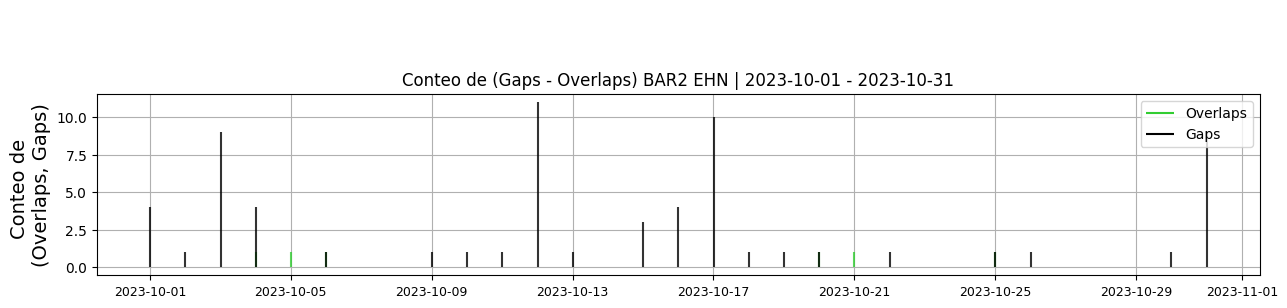 Conteo de (Gaps - Overlaps) BAR2 EHN | 2023-10-01 - 2023-10-31
Conteo de
(Overlaps, Gaps)
10.0
7.5
5.0
2.5
0.0
Overlaps
Gaps
2023-10-01 2023-10-05 2023-10-09 2023-10-13 2023-10-17 2023-10-21 2023-10-25 2023-10-29 2023-11-01